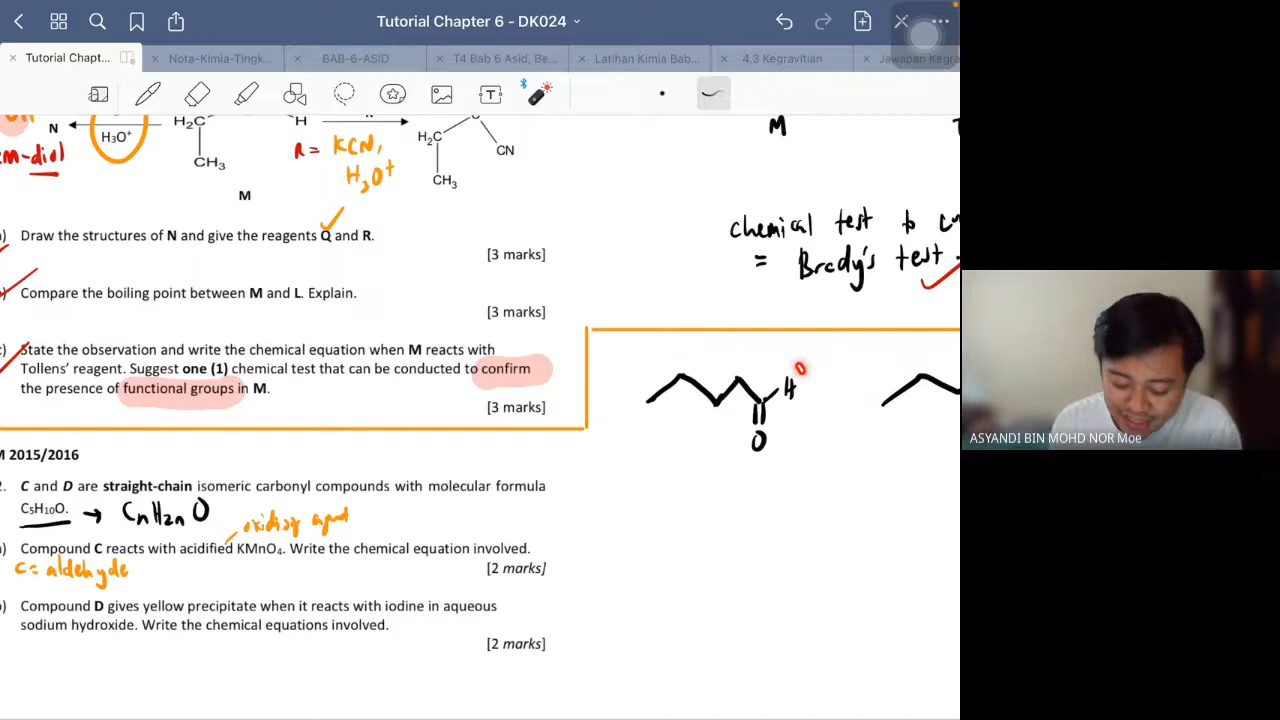 Tutorial Chapter 6 - DK024
Tutorial Chapt...
Nota-Kimia-Tingk...
BAB-6-ASID
T4 Bab 6 Asid, Be...
Latihan Kimia Bab...
4.3 Kegravitian
Jawapan Kegra
N
H₃O⁺
H₂C
H
CH₃
M
m-diol
R = KCN,
H₃O⁺
H₂C
CN
CH₃
M
Draw the structures of N and give the reagents Q and R.
[3 marks]
Compare the boiling point between M and L. Explain.
[3 marks]
State the observation and write the chemical equation when M reacts with
Tollens’ reagent. Suggest one (1) chemical test that can be conducted to confirm
the presence of functional groups in M.
[3 marks]
chemical test to
= Brady's test
H
O
M 2015/2016
2. C and D are straight-chain isomeric carbonyl compounds with molecular formula
C₅H₁₀O. → CnH2n O
oxidising agent
Compound C reacts with acidified KMnO₄. Write the chemical equation involved.
C = aldehyde
[2 marks]
Compound D gives yellow precipitate when it reacts with iodine in aqueous
sodium hydroxide. Write the chemical equations involved.
[2 marks]
ASYANDI BIN MOHD NOR Moe